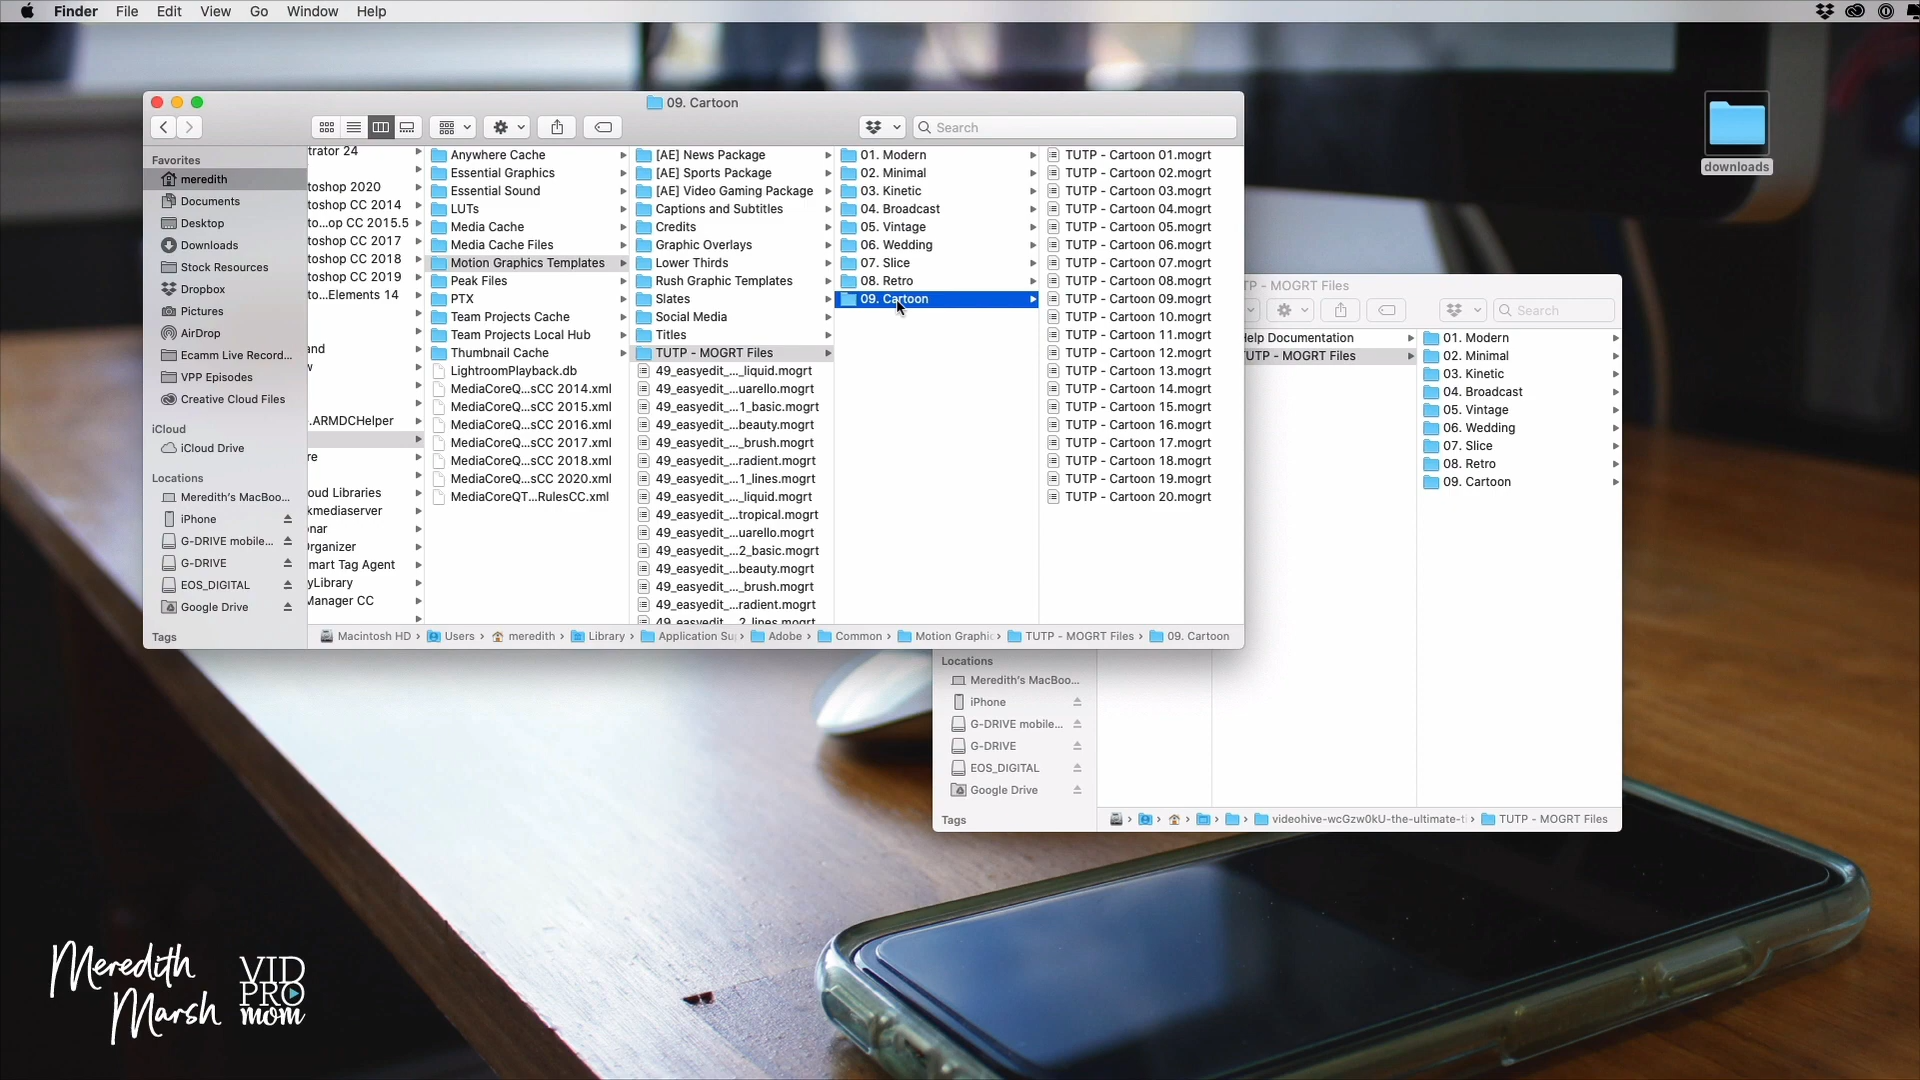 Finder File Edit View Go Window Help
09. Cartoon
Search
downloads
Favorites
meredith
Documents
Desktop
Downloads
Stock Resources
Dropbox
Pictures
AirDrop
Ecamm Live Record...
VPP Episodes
Creative Cloud Files
iCloud
iCloud Drive
Locations
Meredith's MacBoo...
iPhone
G-DRIVE mobile...
G-DRIVE
EOS_DIGITAL
Google Drive
Tags
trator 24
toshop 2020
toshop CC 2014
to...op CC 2015.5
toshop CC 2017
toshop CC 2018
toshop CC 2019
to...Elements 14
and
.ARMDCHelper
re
oud Libraries
kmediaserver
onar
Organizer
mart Tag Agent
yLibrary
Manager CC
Anywhere Cache
Essential Graphics
Essential Sound
LUTs
Media Cache
Media Cache Files
Motion Graphics Templates
Peak Files
PTX
Team Projects Cache
Team Projects Local Hub
Thumbnail Cache
LightroomPlayback.db
MediaCoreQ...sCC 2014.xml
MediaCoreQ...sCC 2015.xml
MediaCoreQ...sCC 2016.xml
MediaCoreQ...sCC 2017.xml
MediaCoreQ...sCC 2018.xml
MediaCoreQ...sCC 2020.xml
MediaCoreQT...RulesCC.xml
[AE] News Package
[AE] Sports Package
[AE] Video Gaming Package
Captions and Subtitles
Credits
Graphic Overlays
Lower Thirds
Rush Graphic Templates
Slates
Social Media
Titles
TUTP - MOGRT Files
49_easyedit_..._liquid.mogrt
49_easyedit_...uarello.mogrt
49_easyedit_...1_basic.mogrt
49_easyedit_...beauty.mogrt
49_easyedit_..._brush.mogrt
49_easyedit_...radient.mogrt
49_easyedit_...1_lines.mogrt
49_easyedit_..._liquid.mogrt
49_easyedit_...tropical.mogrt
49_easyedit_...uarello.mogrt
49_easyedit_...2_basic.mogrt
49_easyedit_...beauty.mogrt
49_easyedit_..._brush.mogrt
49_easyedit_...radient.mogrt
49_easyedit_...2_lines.mogrt
01. Modern
02. Minimal
03. Kinetic
04. Broadcast
05. Vintage
06. Wedding
07. Slice
08. Retro
09. Cartoon
TUTP - Cartoon 01.mogrt
TUTP - Cartoon 02.mogrt
TUTP - Cartoon 03.mogrt
TUTP - Cartoon 04.mogrt
TUTP - Cartoon 05.mogrt
TUTP - Cartoon 06.mogrt
TUTP - Cartoon 07.mogrt
TUTP - Cartoon 08.mogrt
TUTP - Cartoon 09.mogrt
TUTP - Cartoon 10.mogrt
TUTP - Cartoon 11.mogrt
TUTP - Cartoon 12.mogrt
TUTP - Cartoon 13.mogrt
TUTP - Cartoon 14.mogrt
TUTP - Cartoon 15.mogrt
TUTP - Cartoon 16.mogrt
TUTP - Cartoon 17.mogrt
TUTP - Cartoon 18.mogrt
TUTP - Cartoon 19.mogrt
TUTP - Cartoon 20.mogrt
Macintosh HD › Users › meredith › Library › Application Su › Adobe › Common › Motion Graphic › TUTP - MOGRT Files › 09. Cartoon
TP - MOGRT Files
Search
Help Documentation
TUTP - MOGRT Files
01. Modern
02. Minimal
03. Kinetic
04. Broadcast
05. Vintage
06. Wedding
07. Slice
08. Retro
09. Cartoon
Locations
Meredith's MacBoo...
iPhone
G-DRIVE mobile...
G-DRIVE
EOS_DIGITAL
Google Drive
Tags
videohive-wcGzw0kU-the-ultimate-t › TUTP - MOGRT Files
Meredith
Marsh
VID
PRO
mom